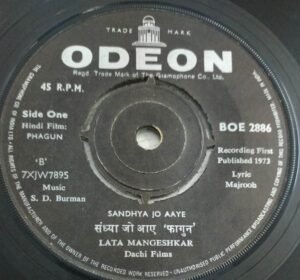 TRADE MARK
ODEON
Regd. Trade Mark of The Gramophone Co. Ltd.
45 R.P.M.
Side One
Hindi Film:
PHAGUN
'B'
7XJW7895
Music
S. D. Burman
BOE 2886
Recording First
Published 1973
Lyric
Majrooh
SANDHYA JO AAYE
संध्या जो आए 'फागुन'
LATA MANGESHKAR
Dachi Films